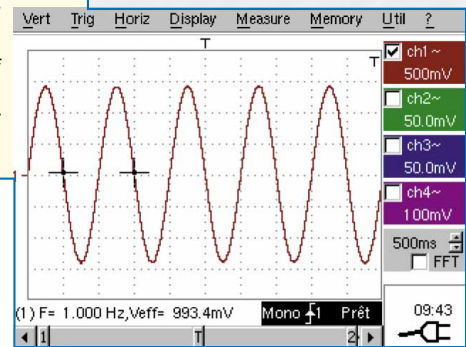 Vert Trig Horiz Display Measure Memory Util ?
T
T
ch1~
500mV
ch2~
50.0mV
ch3~
50.0mV
ch4~
100mV
1
500ms
FFT
(1) F= 1.000 Hz,Veff= 993.4mV Mono 1 Prêt
09:43
1 T 2